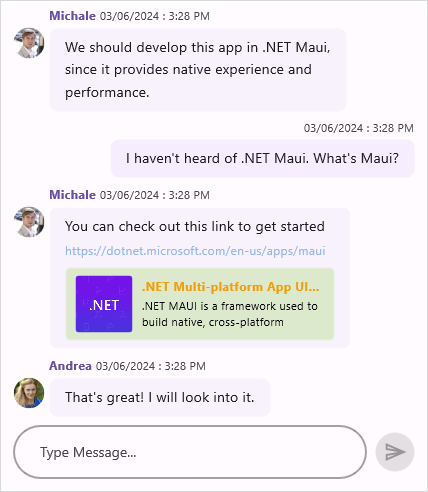 Michale 03/06/2024 : 3:28 PM
We should develop this app in .NET Maui,
since it provides native experience and
performance.
03/06/2024 : 3:28 PM
I haven't heard of .NET Maui. What's Maui?
Michale 03/06/2024 : 3:28 PM
You can check out this link to get started
https://dotnet.microsoft.com/en-us/apps/maui
.NET
.NET Multi-platform App UI...
.NET MAUI is a framework used to
build native, cross-platform
Andrea 03/06/2024 : 3:28 PM
That's great! I will look into it.
Type Message...